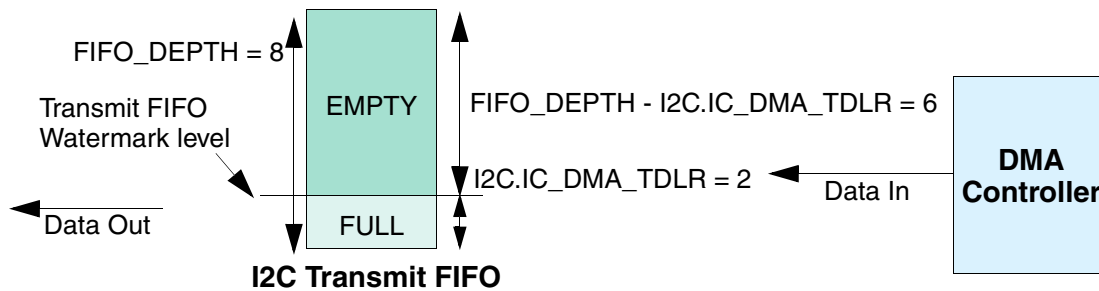 FIFO_DEPTH = 8
EMPTY
FIFO_DEPTH - I2C.IC_DMA_TDLR = 6
Transmit FIFO
Watermark level
I2C.IC_DMA_TDLR = 2
DMA
Controller
Data In
Data Out
FULL
I2C Transmit FIFO